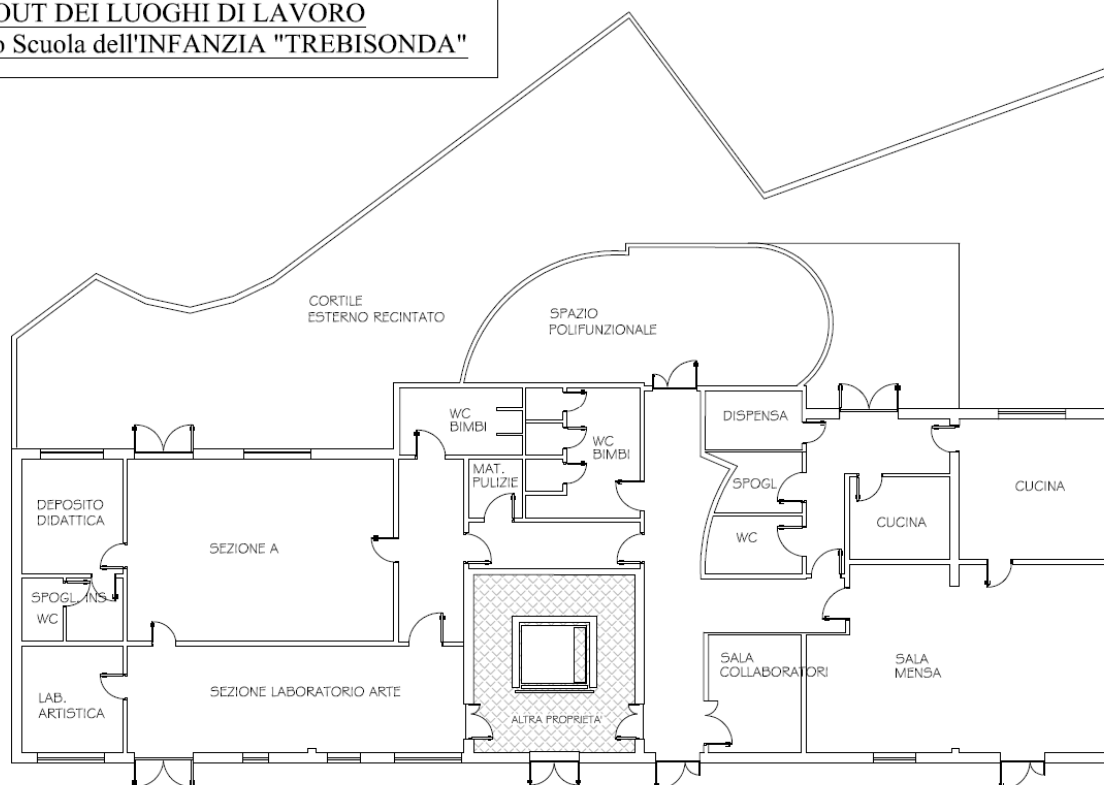 OUT DEI LUOGHI DI LAVORO
o Scuola dell'INFANZIA "TREBISONDA"
CORTILE
ESTERNO RECINTATO
SPAZIO
POLIFUNZIONALE
WC
BIMBI
WC
BIMBI
DISPENSA
MAT.
PULIZIE
SPOGL
CUCINA
DEPOSITO
DIDATTICA
CUCINA
SEZIONE A
WC
SPOGL. INS
WC
SALA
COLLABORATORI
SALA
MENSA
SEZIONE LABORATORIO ARTE
LAB.
ARTISTICA
ALTRA PROPRIETA'